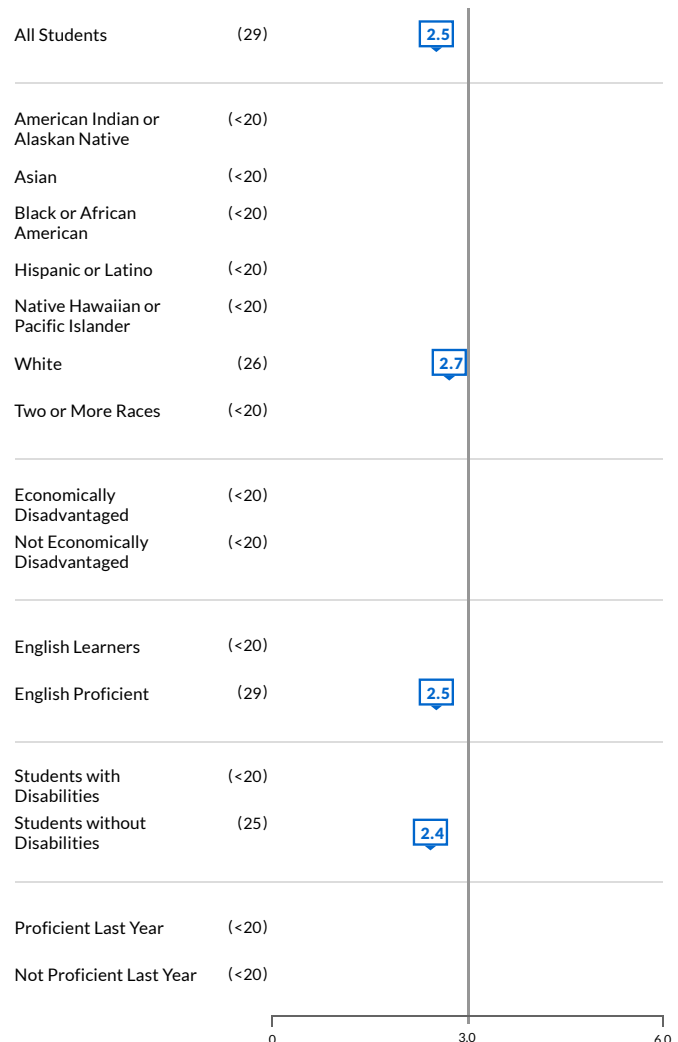 All Students (29) 2.5
American Indian or
Alaskan Native (<20)
Asian (<20)
Black or African
American (<20)
Hispanic or Latino (<20)
Native Hawaiian or
Pacific Islander (<20)
White (26) 2.7
Two or More Races (<20)
Economically
Disadvantaged (<20)
Not Economically
Disadvantaged (<20)
English Learners (<20)
English Proficient (29) 2.5
Students with
Disabilities (<20)
Students without
Disabilities (25) 2.4
Proficient Last Year (<20)
Not Proficient Last Year (<20)
0 3.0 6.0